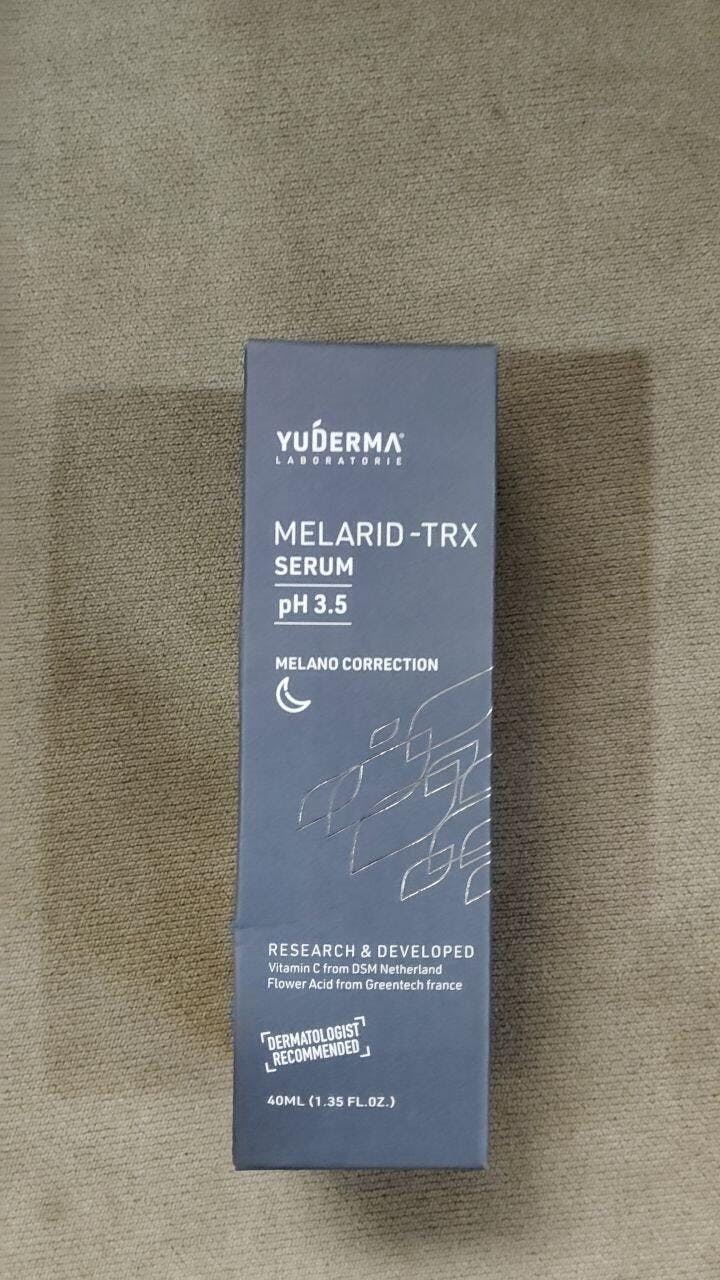 YUDERMA®
LABORATORIE
MELARID-TRX
SERUM
pH 3.5
MELANO CORRECTION
RESEARCH & DEVELOPED
Vitamin C from DSM Netherland
Flower Acid from Greentech france
DERMATOLOGIST
RECOMMENDED
40ML (1.35 FL.OZ.)